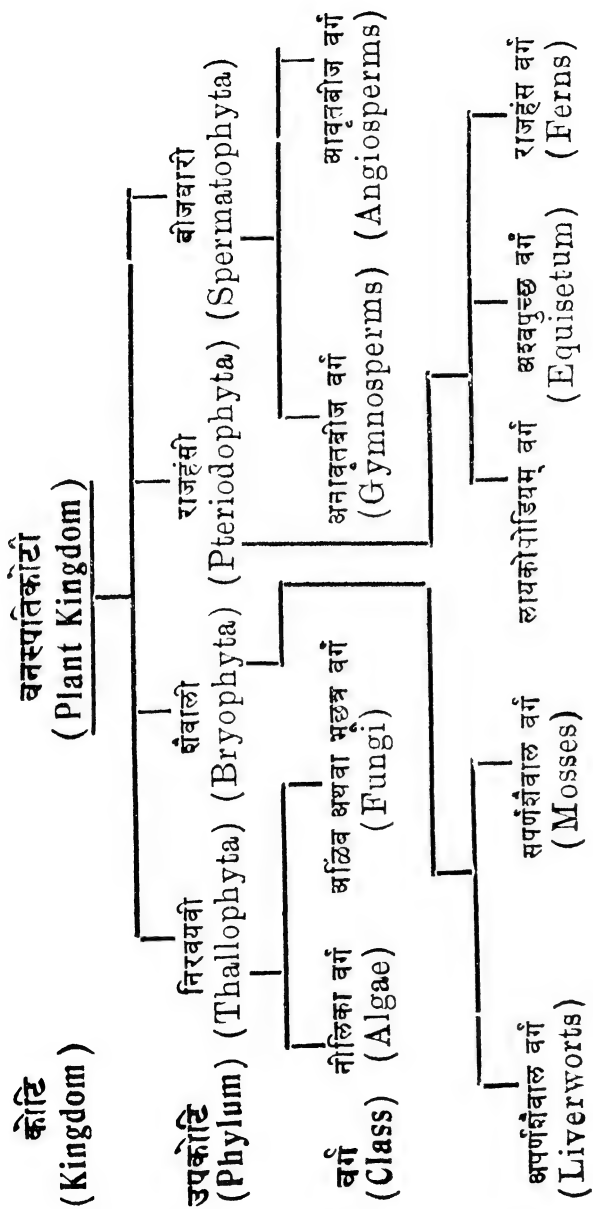 कोटि
(Kingdom)
वनस्पतिकोटी
(Plant Kingdom)
उपकोटि
(Phylum)
निरवयवी
(Thallophyta)
शैवाली
(Bryophyta)
राजहंसी
(Pteriodophyta)
बीजधारी
(Spermatophyta)
वर्ग
(Class)
नीलिका वर्ग
(Algae)
अळिंब अथवा भूछत्र वर्ग
(Fungi)
अनावृतबीज वर्ग
(Gymnosperms)
आवृतबीज वर्ग
(Angiosperms)
अपर्णशैवाल वर्ग
(Liverworts)
सपर्णशैवाल वर्ग
(Mosses)
लायकोपोडियम् वर्ग
अश्वपुच्छ वर्ग
(Equisetum)
राजहंस वर्ग
(Ferns)